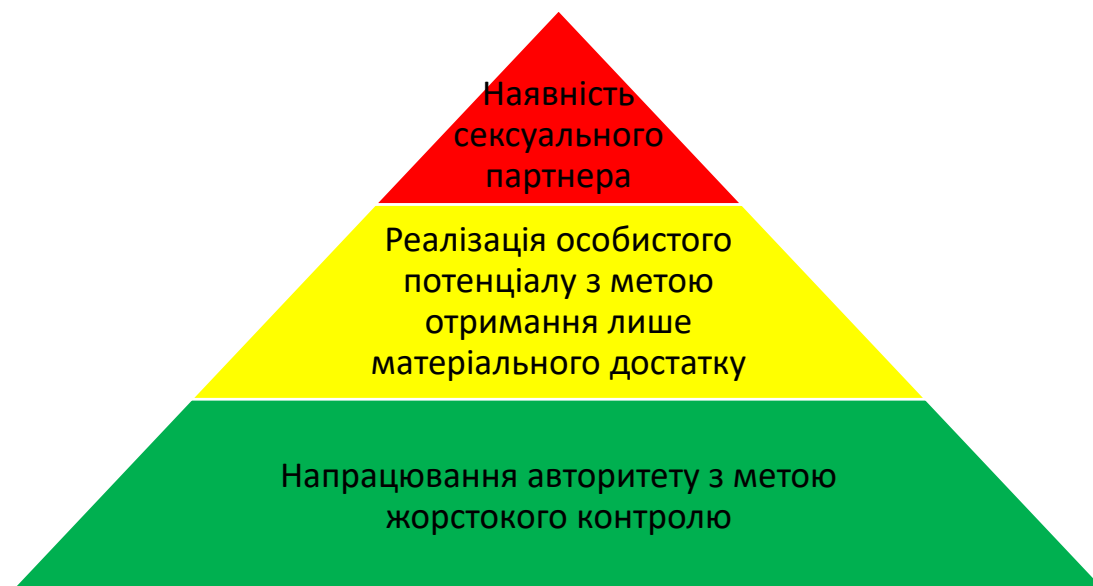 Наявність
сексуального
партнера
Реалізація особистого
потенціалу з метою
отримання лише
матеріального достатку
Напрацювання авторитету з метою
жорстокого контролю